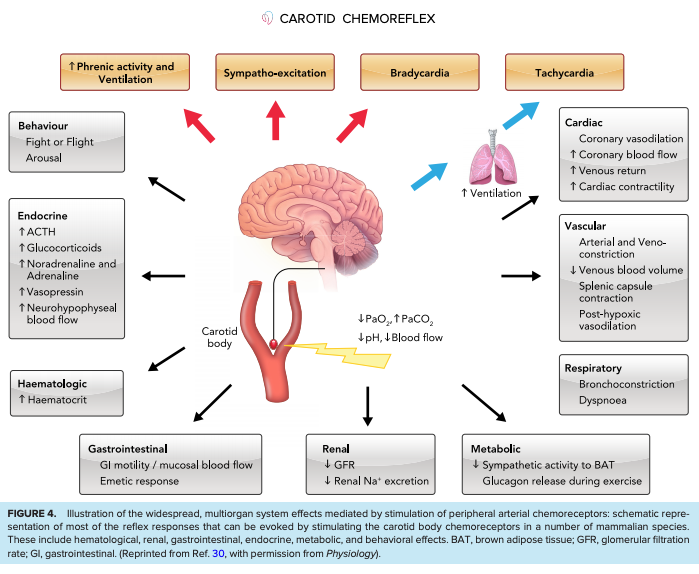 CAROTID CHEMOREFLEX
↑Phrenic activity and
Ventilation
Sympatho-excitation
Bradycardia
Tachycardia
Behaviour
Fight or Flight
Arousal
Endocrine
↑ACTH
↑Glucocorticoids
↑Noradrenaline and
Adrenaline
↑Vasopressin
↑Neurohypophyseal
blood flow
Haematologic
↑ Haematocrit
Carotid
body
↓PaO₂,↑PaCO₂
↓pH,↓Blood flow
↑ Ventilation
Cardiac
Coronary vasodilation
↑ Coronary blood flow
↑ Venous return
↑ Cardiac contractility
Vascular
Arterial and Veno-
constriction
↓ Venous blood volume
Splenic capsule
contraction
Post-hypoxic
vasodilation
Respiratory
Bronchoconstriction
Dyspnoea
Gastrointestinal
GI motility / mucosal blood flow
Emetic response
Renal
↓ GFR
↓ Renal Na⁺ excretion
Metabolic
↓ Sympathetic activity to BAT
Glucagon release during exercise
FIGURE 4. Illustration of the widespread, multiorgan system effects mediated by stimulation of peripheral arterial chemoreceptors: schematic repre-
sentation of most of the reflex responses that can be evoked by stimulating the carotid body chemoreceptors in a number of mammalian species.
These include hematological, renal, gastrointestinal, endocrine, metabolic, and behavioral effects. BAT, brown adipose tissue; GFR, glomerular filtration
rate; GI, gastrointestinal. (Reprinted from Ref. 30, with permission from Physiology).